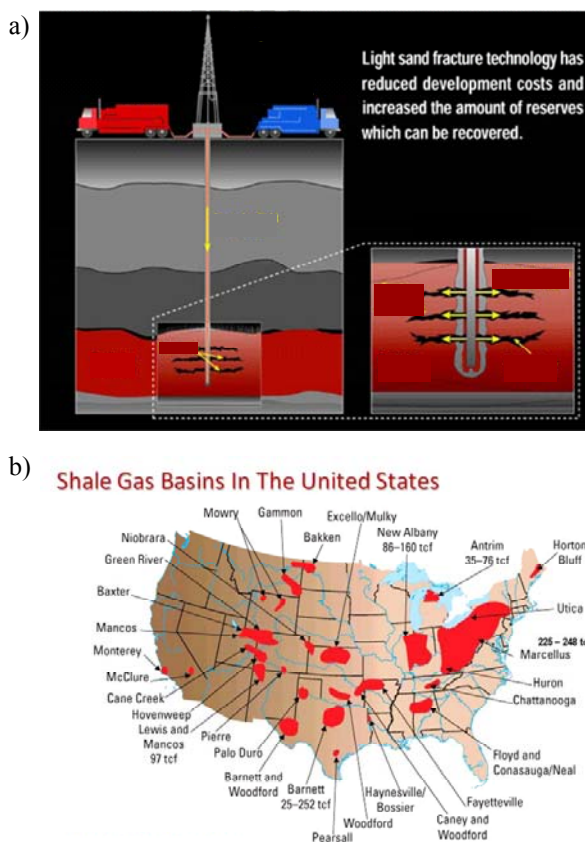 a)
Light sand fracture technology has
reduced development costs and
increased the amount of reserves
which can be recovered.
b)
Shale Gas Basins In The United States
Mowry
Gammon
Excello/Mulky
Niobrara
Bakken
New Albany
86–160 tcf
Antrim
35–76 tcf
Horton
Bluff
Green River
Baxter
Utica
Mancos
225 – 248 tc
Marcellus
Monterey
McClure
Huron
Cane Creek
Chattanooga
Hovenweep
Lewis and
Mancoa
97 tcf
Pierre
Palo Duro
Floyd and
Conasauga/Neal
Barnett and
Woodford
Barnett
25–252 tcf
Haynesville/
Bossier
Fayetteville
Woodford
Caney and
Woodford
Pearsall